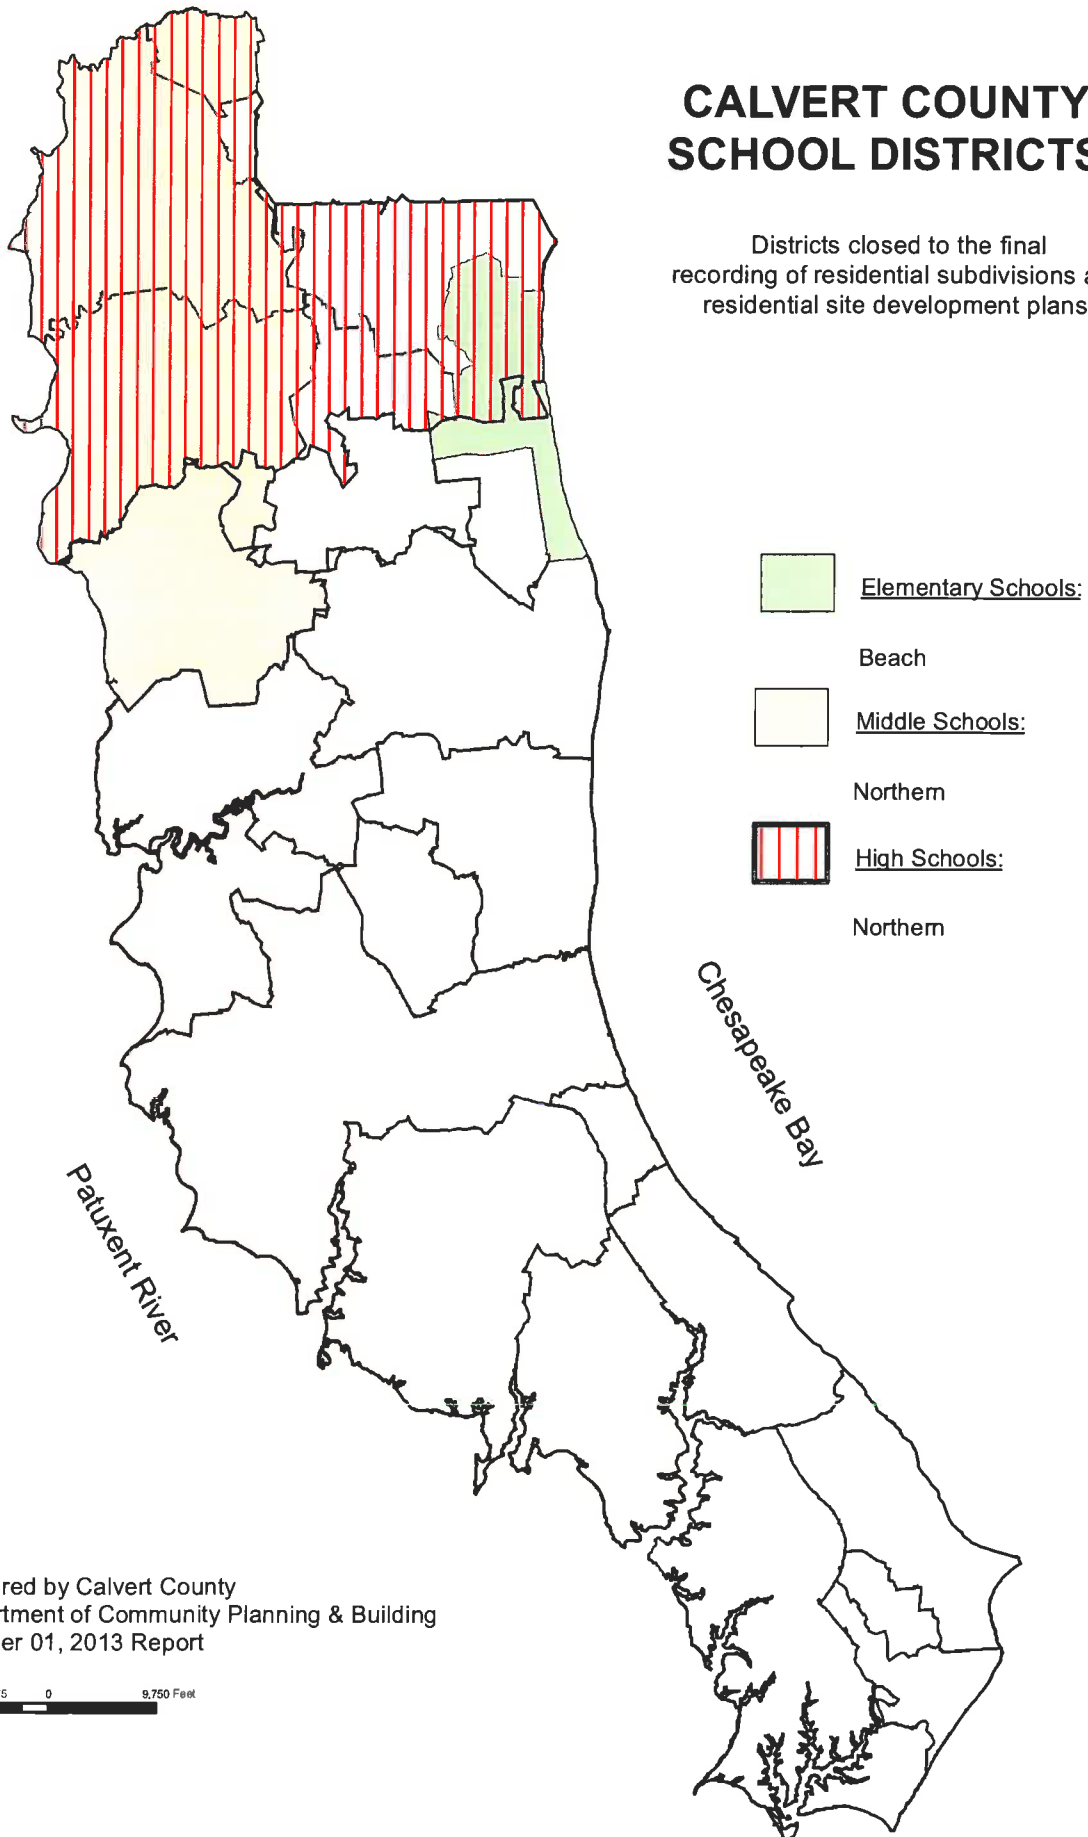 CALVERT COUNTY
SCHOOL DISTRICTS
Districts closed to the final
recording of residential subdivisions a
residential site development plans
Elementary Schools:
Beach
Middle Schools:
Northern
High Schools:
Northern
Chesapeake Bay
Patuxent River
red by Calvert County
rtment of Community Planning & Building
er 01, 2013 Report
75 0 9,750 Feet